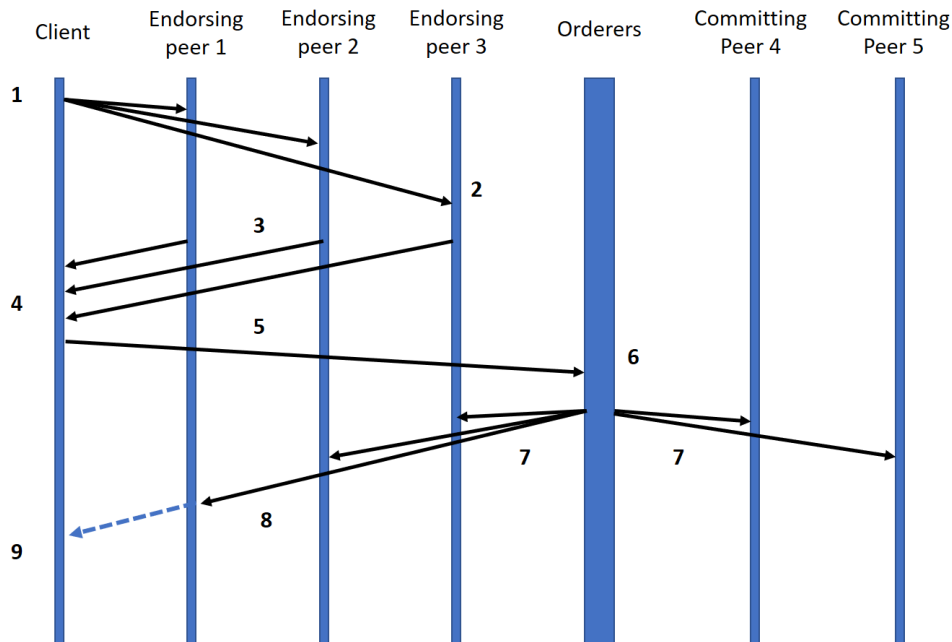 Client
Endorsing
peer 1
Endorsing
peer 2
Endorsing
peer 3
Orderers
Committing
Peer 4
Committing
Peer 5
1
2
3
4
5
6
7
7
8
9